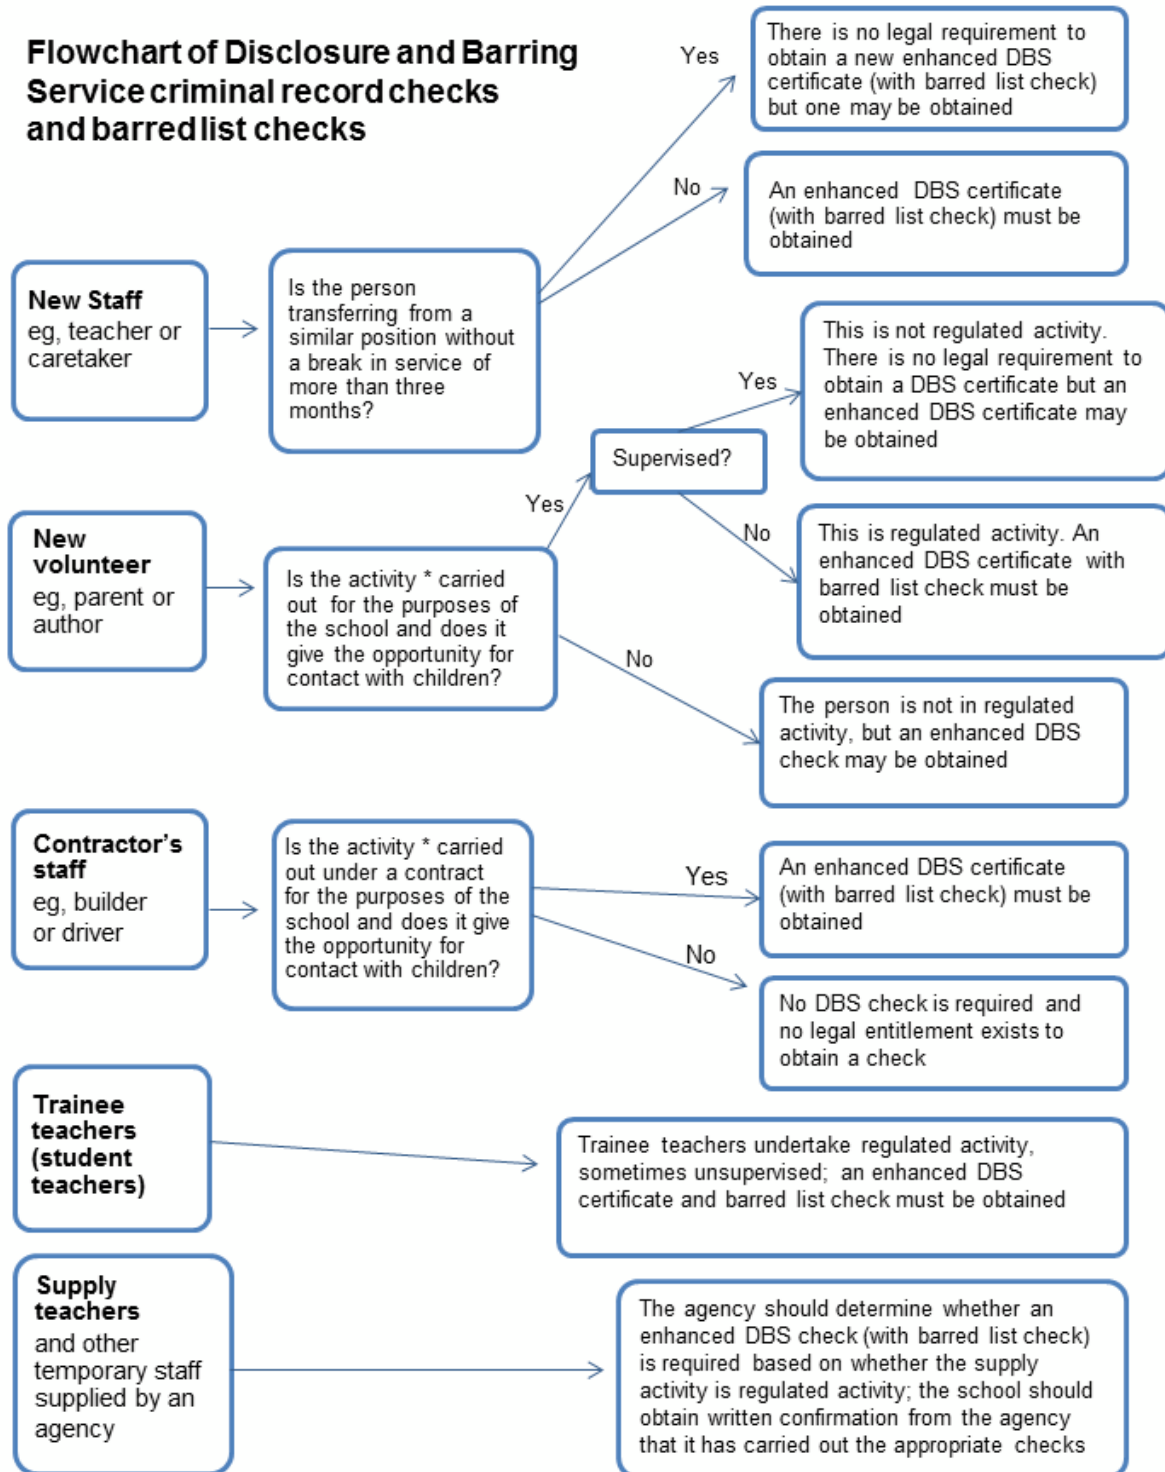 Flowchart of Disclosure and Barring
Service criminal record checks
and barred list checks
Yes
There is no legal requirement to
obtain a new enhanced DBS
certificate (with barred list check)
but one may be obtained
No
An enhanced DBS certificate
(with barred list check) must be
obtained
New Staff
eg, teacher or
caretaker
Is the person
transferring from a
similar position without
a break in service of
more than three
months?
New
volunteer
eg, parent or
author
Is the activity * carried
out for the purposes of
the school and does it
give the opportunity for
contact with children?
Yes
Supervised?
Yes
This is not regulated activity.
There is no legal requirement to
obtain a DBS certificate but an
enhanced DBS certificate may
be obtained
No
This is regulated activity. An
enhanced DBS certificate with
barred list check must be
obtained
No
The person is not in regulated
activity, but an enhanced DBS
check may be obtained
Contractor's
staff
eg, builder
or driver
Is the activity * carried
out under a contract
for the purposes of the
school and does it give
the opportunity for
contact with children?
Yes
An enhanced DBS certificate
(with barred list check) must be
obtained
No
No DBS check is required and
no legal entitlement exists to
obtain a check
Trainee
teachers
(student
teachers)
Trainee teachers undertake regulated activity,
sometimes unsupervised; an enhanced DBS
certificate and barred list check must be obtained
Supply
teachers
and other
temporary staff
supplied by an
agency
The agency should determine whether an
enhanced DBS check (with barred list check)
is required based on whether the supply
activity is regulated activity; the school should
obtain written confirmation from the agency
that it has carried out the appropriate checks